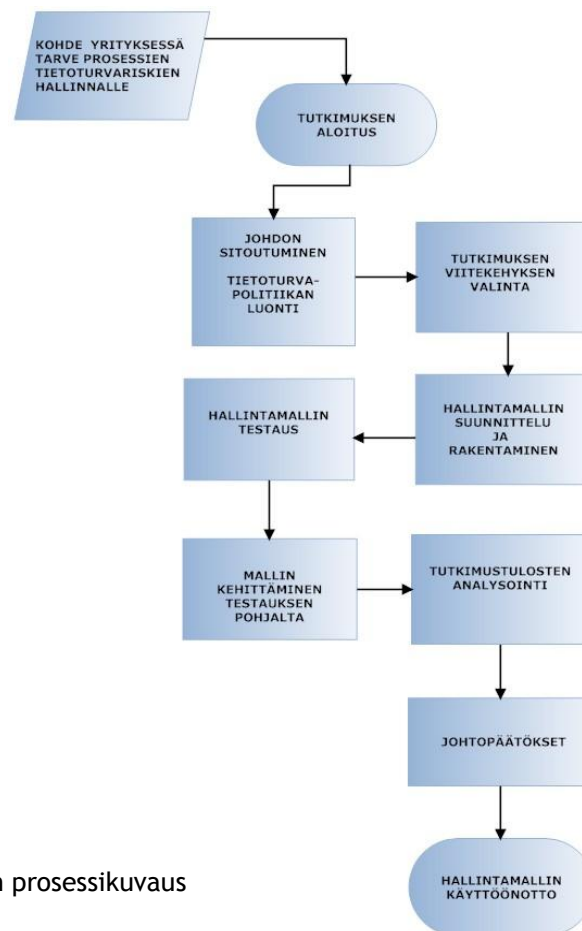 KOHDE YRITYKSESSÄ
TARVE PROSESSIEN
TIETOTURVARISKIEN
HALLINNALLE
TUTKIMUKSEN
ALOITUS
JOHDON
SITOUTUMINEN
TIETOTURVA-
POLITIIKAN
LUONTI
TUTKIMUKSEN
VIITEKEHYKSEN
VALINTA
HALLINTAMALLIN
SUUNNITTELU
JA
RAKENTAMINEN
HALLINTAMALLIN
TESTAUS
MALLIN
KEHITTÄMINEN
TESTAUKSEN
POHJALTA
TUTKIMUSTULOSTEN
ANALYSOINTI
JOHTOPÄÄTÖKSET
HALLINTAMALLIN
KÄYTTÖÖNOTTO
prosessikuvaus